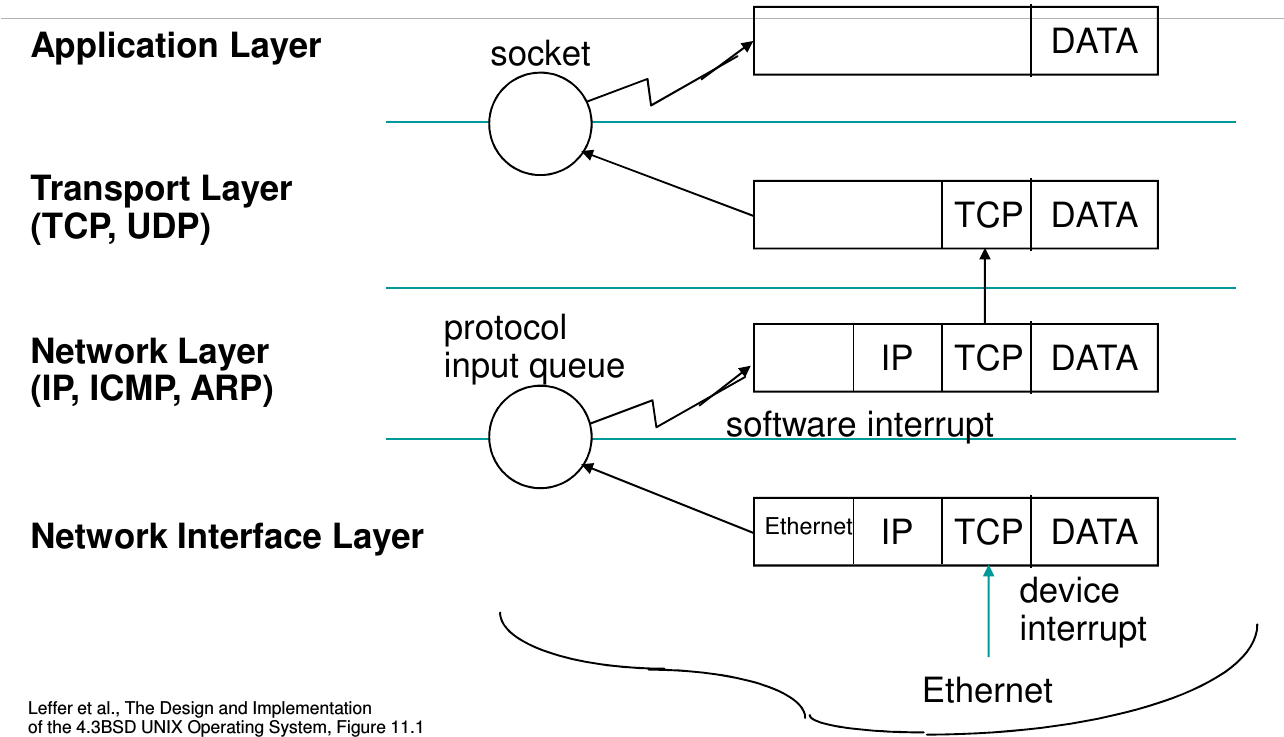 Application Layer
socket
DATA
Transport Layer
(TCP, UDP)
TCP
DATA
protocol
input queue
Network Layer
(IP, ICMP, ARP)
IP
TCP
DATA
software interrupt
Network Interface Layer
Ethernet
IP
TCP
DATA
device
interrupt
Ethernet
Leffer et al., The Design and Implementation
of the 4.3BSD UNIX Operating System, Figure 11.1